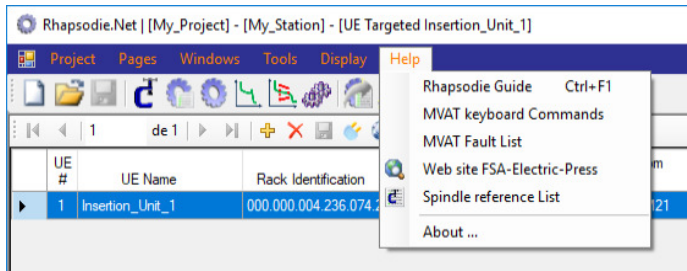 Rhapsodie.Net | [My_Project] - [My_Station] - [UE Targeted Insertion_Unit_1]
Project Pages Windows Tools Display Help
Rhapsodie Guide Ctrl+F1
MVAT keyboard Commands
MVAT Fault List
Web site FSA-Electric-Press
Spindle reference List
About ...
1 de 1
UE # UE Name Rack Identification
1 Insertion_Unit_1 000.000.004.236.074. 121